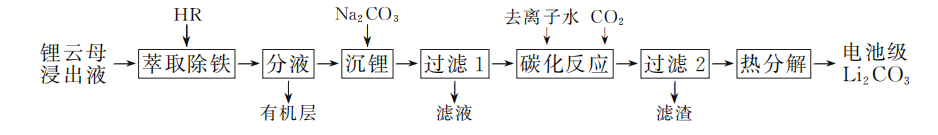 HR
Na₂CO₃
去离子水 CO₂
锂云母
浸出液
萃取除铁
分液
沉锂
过滤1
碳化反应
过滤2
热分解
电池级
Li₂CO₃
有机层
滤液
滤渣